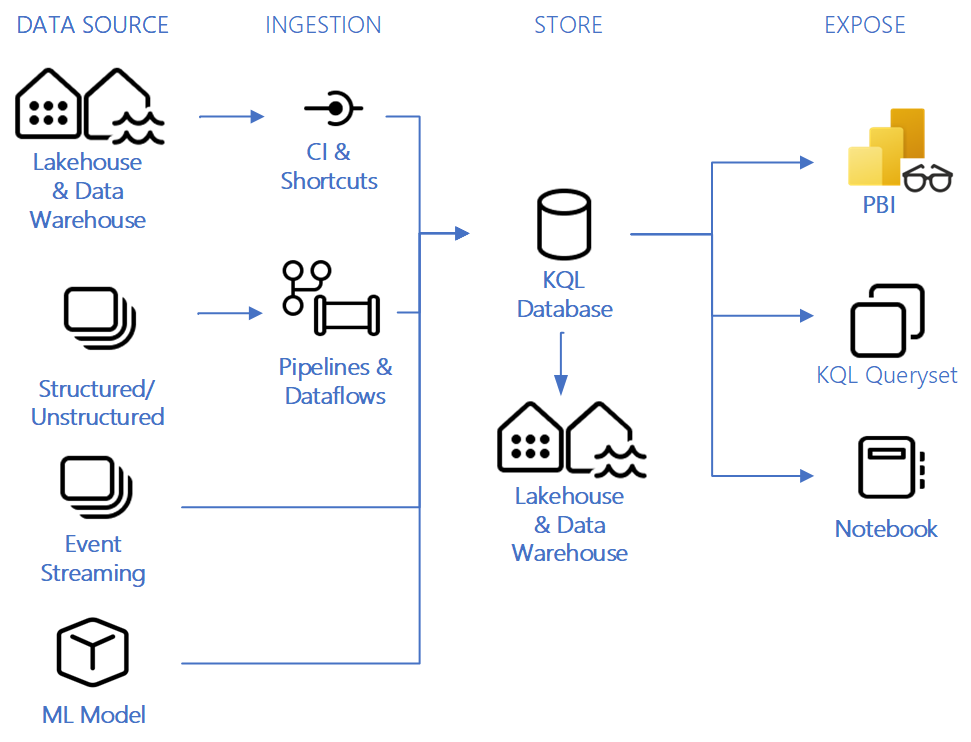 DATA SOURCE
INGESTION
STORE
EXPOSE
Lakehouse
& Data
Warehouse
CI &
Shortcuts
PBI
KQL
Database
Structured/
Unstructured
Pipelines &
Dataflows
KQL Queryset
Lakehouse
& Data
Warehouse
Notebook
Event
Streaming
ML Model